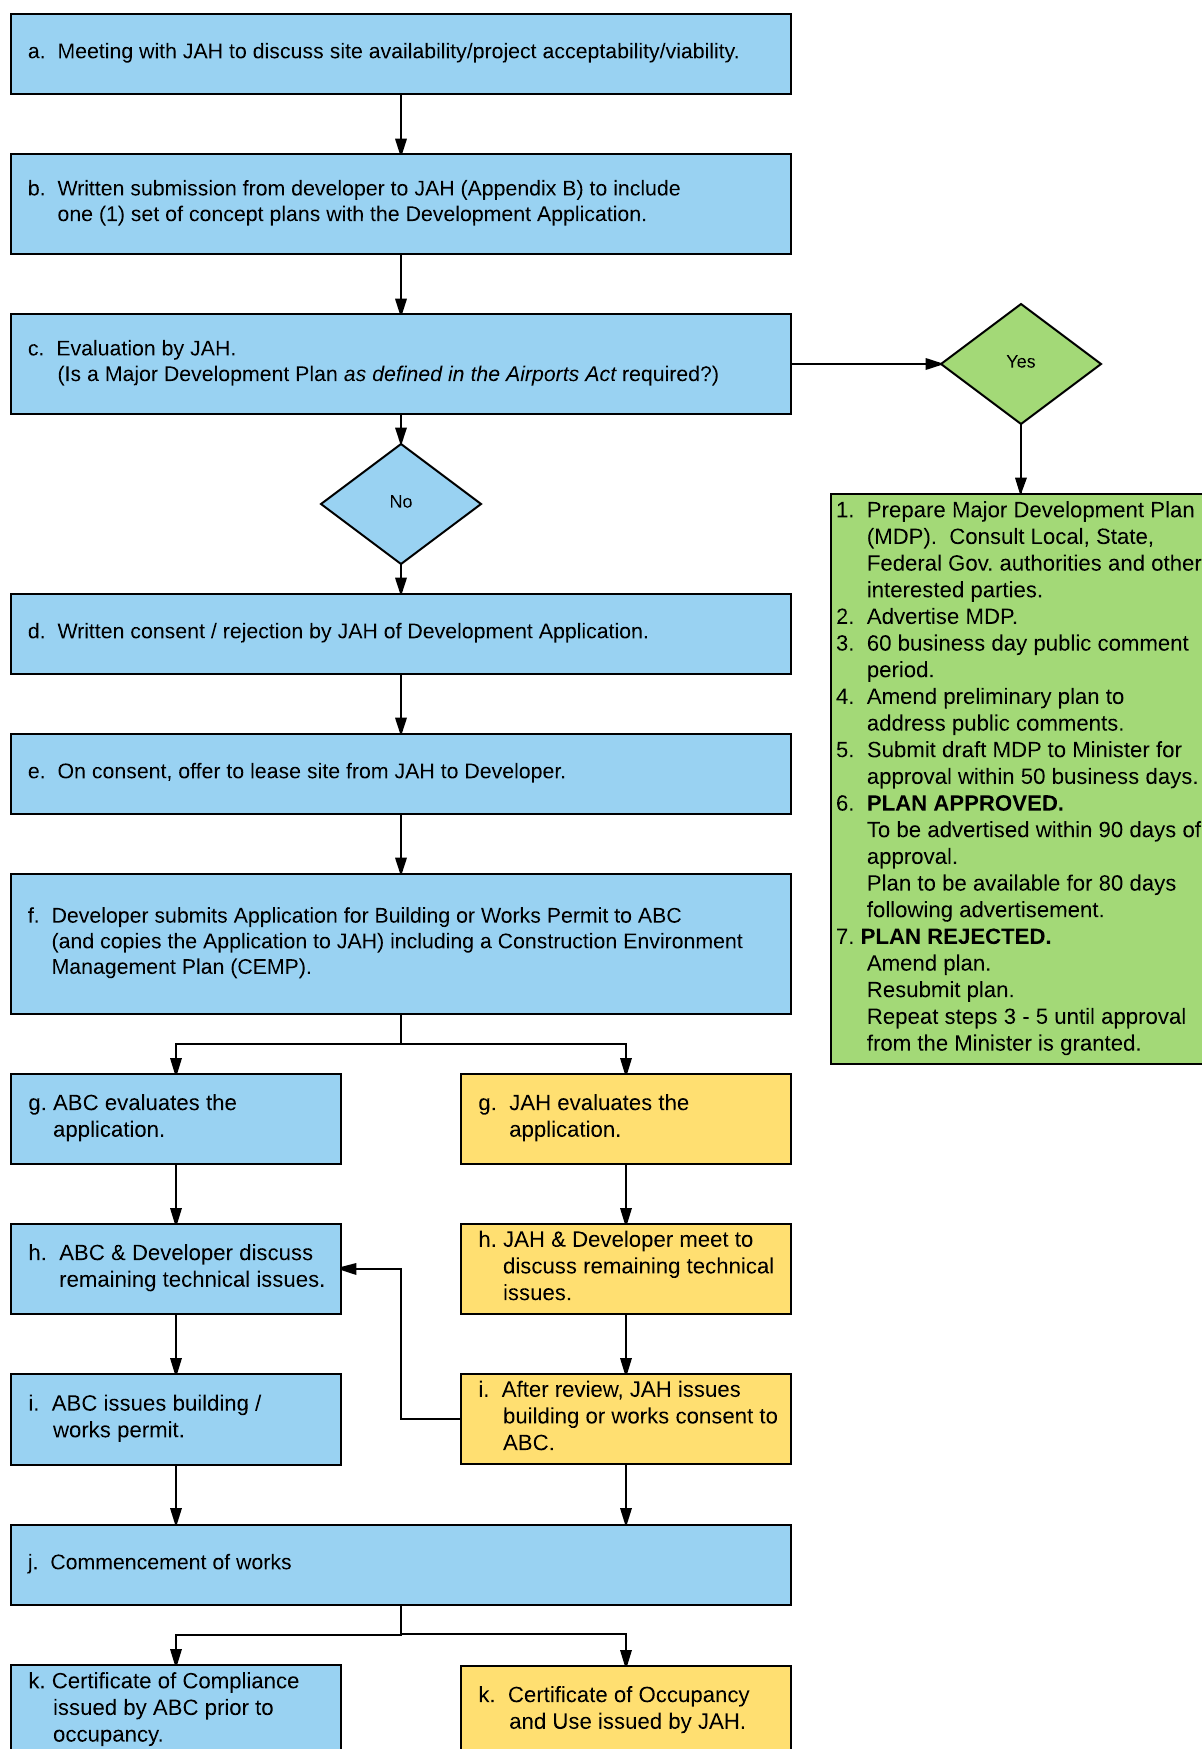 a. Meeting with JAH to discuss site availability/project acceptability/viability.
b. Written submission from developer to JAH (Appendix B) to include
one (1) set of concept plans with the Development Application.
c. Evaluation by JAH.
(Is a Major Development Plan as defined in the Airports Act required?)
Yes
No
1. Prepare Major Development Plan
(MDP). Consult Local, State,
Federal Gov. authorities and other
interested parties.
2. Advertise MDP.
3. 60 business day public comment
period.
4. Amend preliminary plan to
address public comments.
5. Submit draft MDP to Minister for
approval within 50 business days.
6. PLAN APPROVED.
To be advertised within 90 days of
approval.
Plan to be available for 80 days
following advertisement.
7. PLAN REJECTED.
Amend plan.
Resubmit plan.
Repeat steps 3 - 5 until approval
from the Minister is granted.
d. Written consent / rejection by JAH of Development Application.
e. On consent, offer to lease site from JAH to Developer.
f. Developer submits Application for Building or Works Permit to ABC
(and copies the Application to JAH) including a Construction Environment
Management Plan (CEMP).
g. ABC evaluates the
application.
g. JAH evaluates the
application.
h. ABC & Developer discuss
remaining technical issues.
h. JAH & Developer meet to
discuss remaining technical
issues.
i. ABC issues building /
works permit.
i. After review, JAH issues
building or works consent to
ABC.
j. Commencement of works
k. Certificate of Compliance
issued by ABC prior to
occupancy.
k. Certificate of Occupancy
and Use issued by JAH.